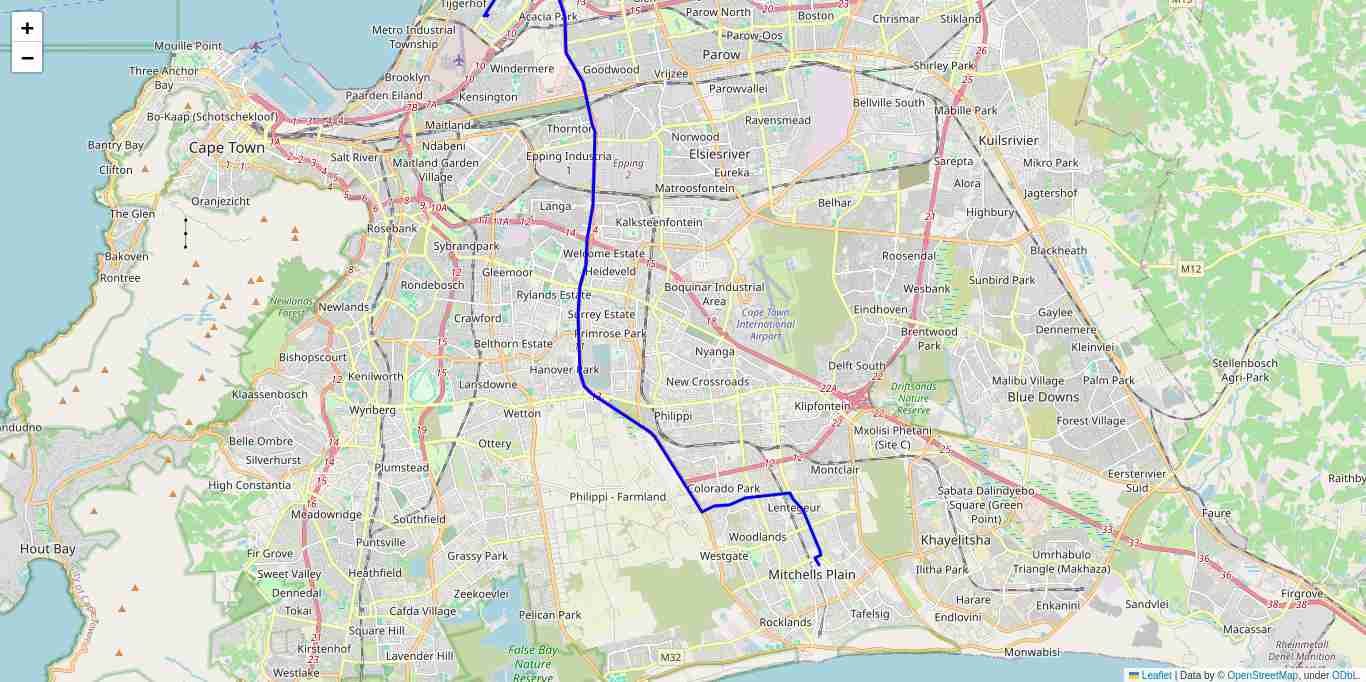 Tijgerhof
Acacia Park
Parow North
Boston
Chrismar
Stikland
+
−
Metro Industrial
Township
Parow-Oos
Mouille Point
Three Anchor
Bay
Windermere
Goodwood
Vrijzee
Parow
Shirley Park
Brooklyn
Paarden Eiland
Kensington
Parowvallei
Bellville South
Mabille Park
Bo-Kaap (Schotschekloof)
Maitland
Thornton
Ravensmead
Norwood
Kuilsrivier
Bantry Bay
Cape Town
Ndabeni
Salt River
Maitland Garden
Village
Epping Industria
1
Epping
2
Elsiesriver
Eureka
Sarepta
Mikro Park
Clifton
Matroosfontein
Alora
Jagtershof
Oranjezicht
The Glen
Langa
Belhar
Highbury
Rosebank
Kalksteenfontein
Sybrandpark
Welcome Estate
Roosendal
Blackheath
Bakoven
Rontree
Gleemoor
Heideveld
Rondebosch
Boquinar Industrial
Area
Wesbank
Sunbird Park
M12
Newlands
Forest
Newlands
Rylands Estate
Surrey Estate
Crawford
Cape Town
International
Airport
Eindhoven
Gaylee
Primrose Park
Brentwood
Park
Dennemere
Belthorn Estate
Kleinvlei
Bishopscourt
Nyanga
Hanover Park
Delft South
Stellenbosch
Agri-Park
Kenilworth
Lansdowne
New Crossroads
Driftsonds
Nature
Reserve
Malibu Village
Palm Park
Klaassenbosch
Blue Downs
Wynberg
Wetton
Philippi
Klipfontein
22A
22
Forest Village
Belle Ombre
Ottery
Mxolisi Phetani
(Site C)
Silverhurst
Plumstead
Montclair
High Constantia
Philippi - Farmland
Colorado Park
Eersterivier
Süld
Raithby
Sabata Dalindyebo
Square (Green
Point)
Meadowridge
Southfield
Lentegeur
Faure
Hout Bay
Puntsville
Woodlands
Khayelitsha
Fir Grove
Grassy Park
Westgate
Umrhabulo
Triangle (Makhaza)
Sweet Valley
Heathfield
Mitchells Plain
Ilitha Park
Dennedal
Zeekoevlei
Harare
Firgrove
Tokai
Cafda Village
Pelican Park
Tafelsig
Endlovini
Enkanini
Sandvlei
Square Hill
Rocklands
Macassar
Kirstenhof
Lavender Hill
False Bay
Nature
Reserve
M32
Monwabisi
Rheinmetall
Denel Munition
Westlake
Leaflet | Data by © OpenStreetMap, under ODbL.